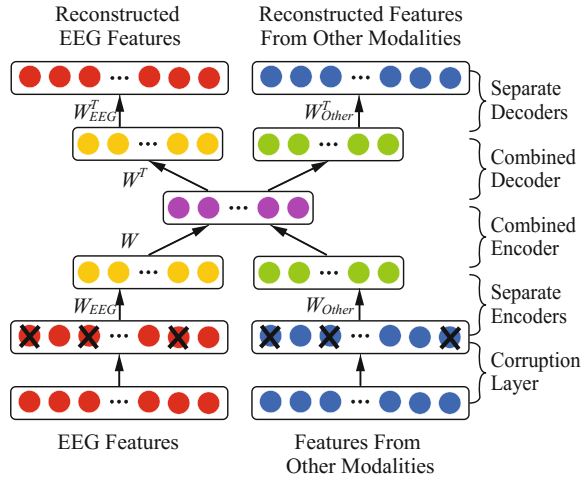 Reconstructed
EEG Features
Reconstructed Features
From Other Modalities
...
...
W^T_EEG
W^T_Other
Separate
Decoders
...
...
W^T
Combined
Decoder
...
W
Combined
Encoder
...
...
W_EEG
W_Other
Separate
Encoders
...
...
Corruption
Layer
...
...
EEG Features
Features From
Other Modalities